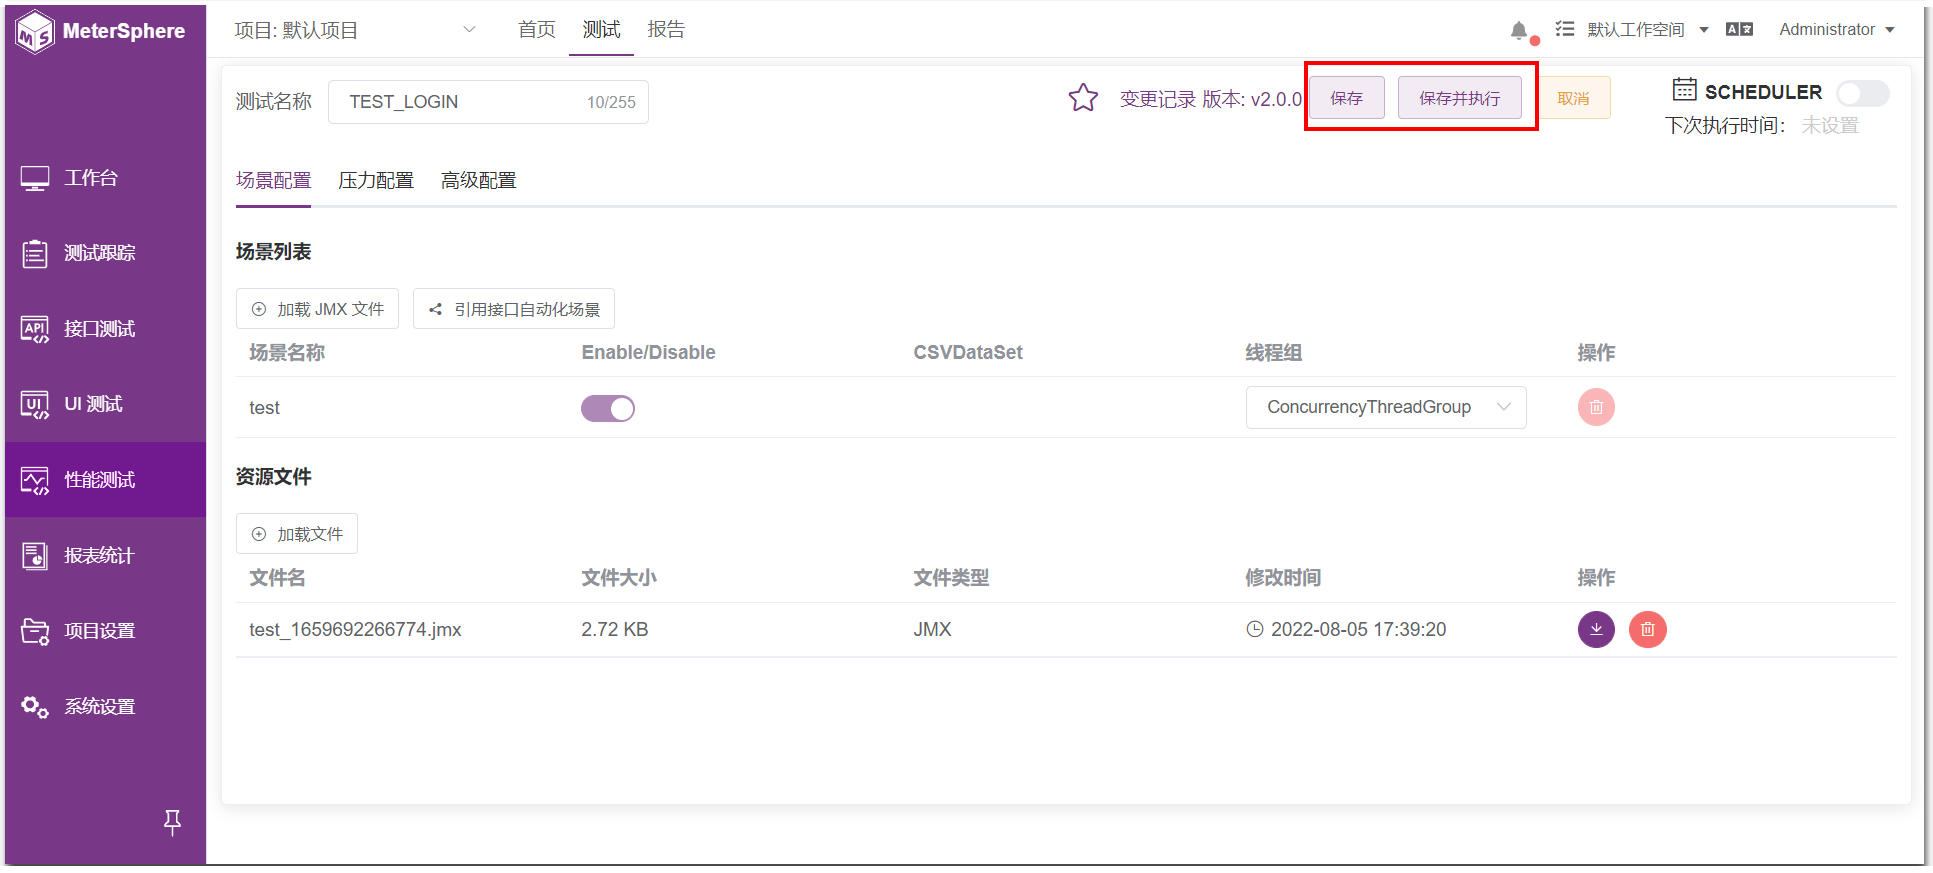 MeterSphere
项目: 默认项目
首页
测试
报告
默认工作空间
Administrator
测试名称
TEST_LOGIN
10/255
变更记录 版本: v2.0.0
保存
保存并执行
取消
SCHEDULER
下次执行时间：
未设置
工作台
测试跟踪
API
接口测试
UI
UI 测试
性能测试
报表统计
项目设置
系统设置
场景配置
压力配置
高级配置
场景列表
加载 JMX 文件
引用接口自动化场景
场景名称
Enable/Disable
CSVDataSet
线程组
操作
test
ConcurrencyThreadGroup
资源文件
加载文件
文件名
文件大小
文件类型
修改时间
操作
test_1659692266774.jmx
2.72 KB
JMX
2022-08-05 17:39:20